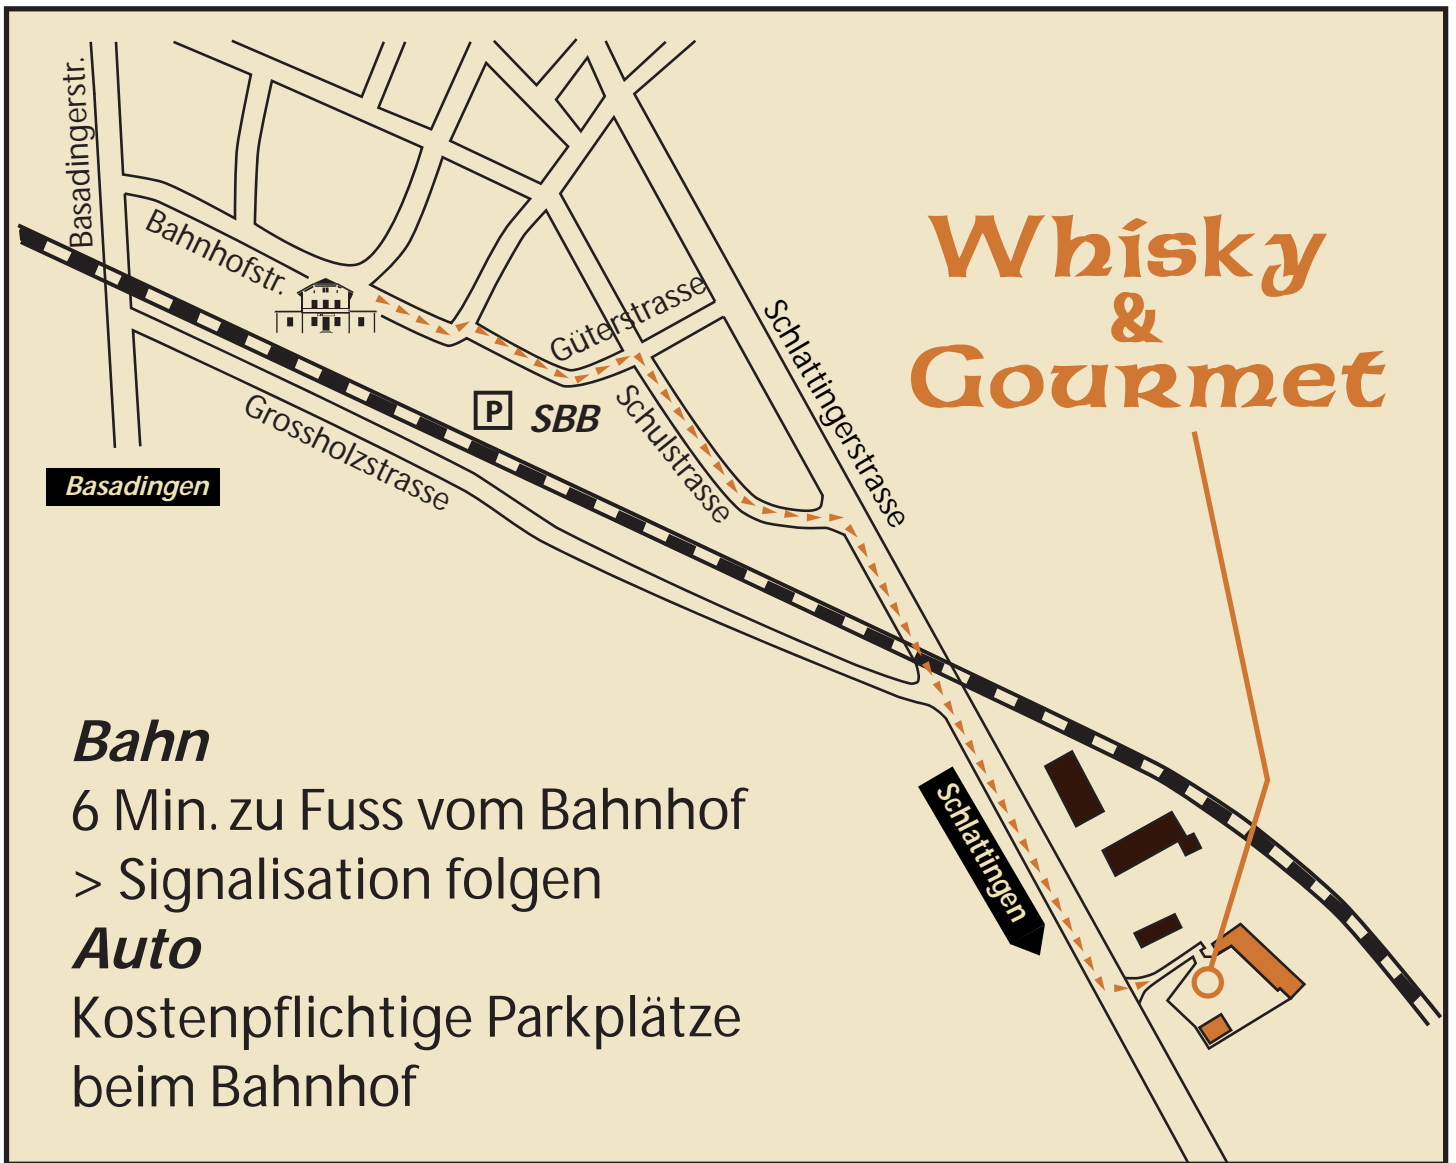 Basadingerstr.
Bahnhofstr.
Whisky
&
Gourmet
Güterstrasse
Schlattingerstrasse
P SBB
Schulstrasse
Grossholzstrasse
Basadingen
Schlattingen
Bahn
6 Min. zu Fuss vom Bahnhof
> Signalisation folgen
Auto
Kostenpflichtige Parkplätze
beim Bahnhof